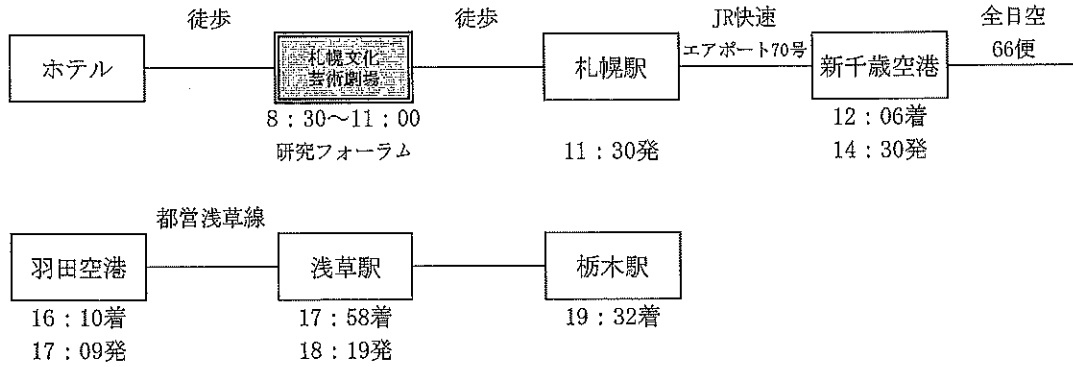 徒歩　徒歩　JR快速　全日空
エアポート70号　66便
ホテル　札幌文化芸術劇場　札幌駅　新千歳空港
8：30～11：00　12：06着
研究フォーラム　11：30発　14：30発
都営浅草線
羽田空港　浅草駅　栃木駅
16：10着　17：58着　19：32着
17：09発　18：19発